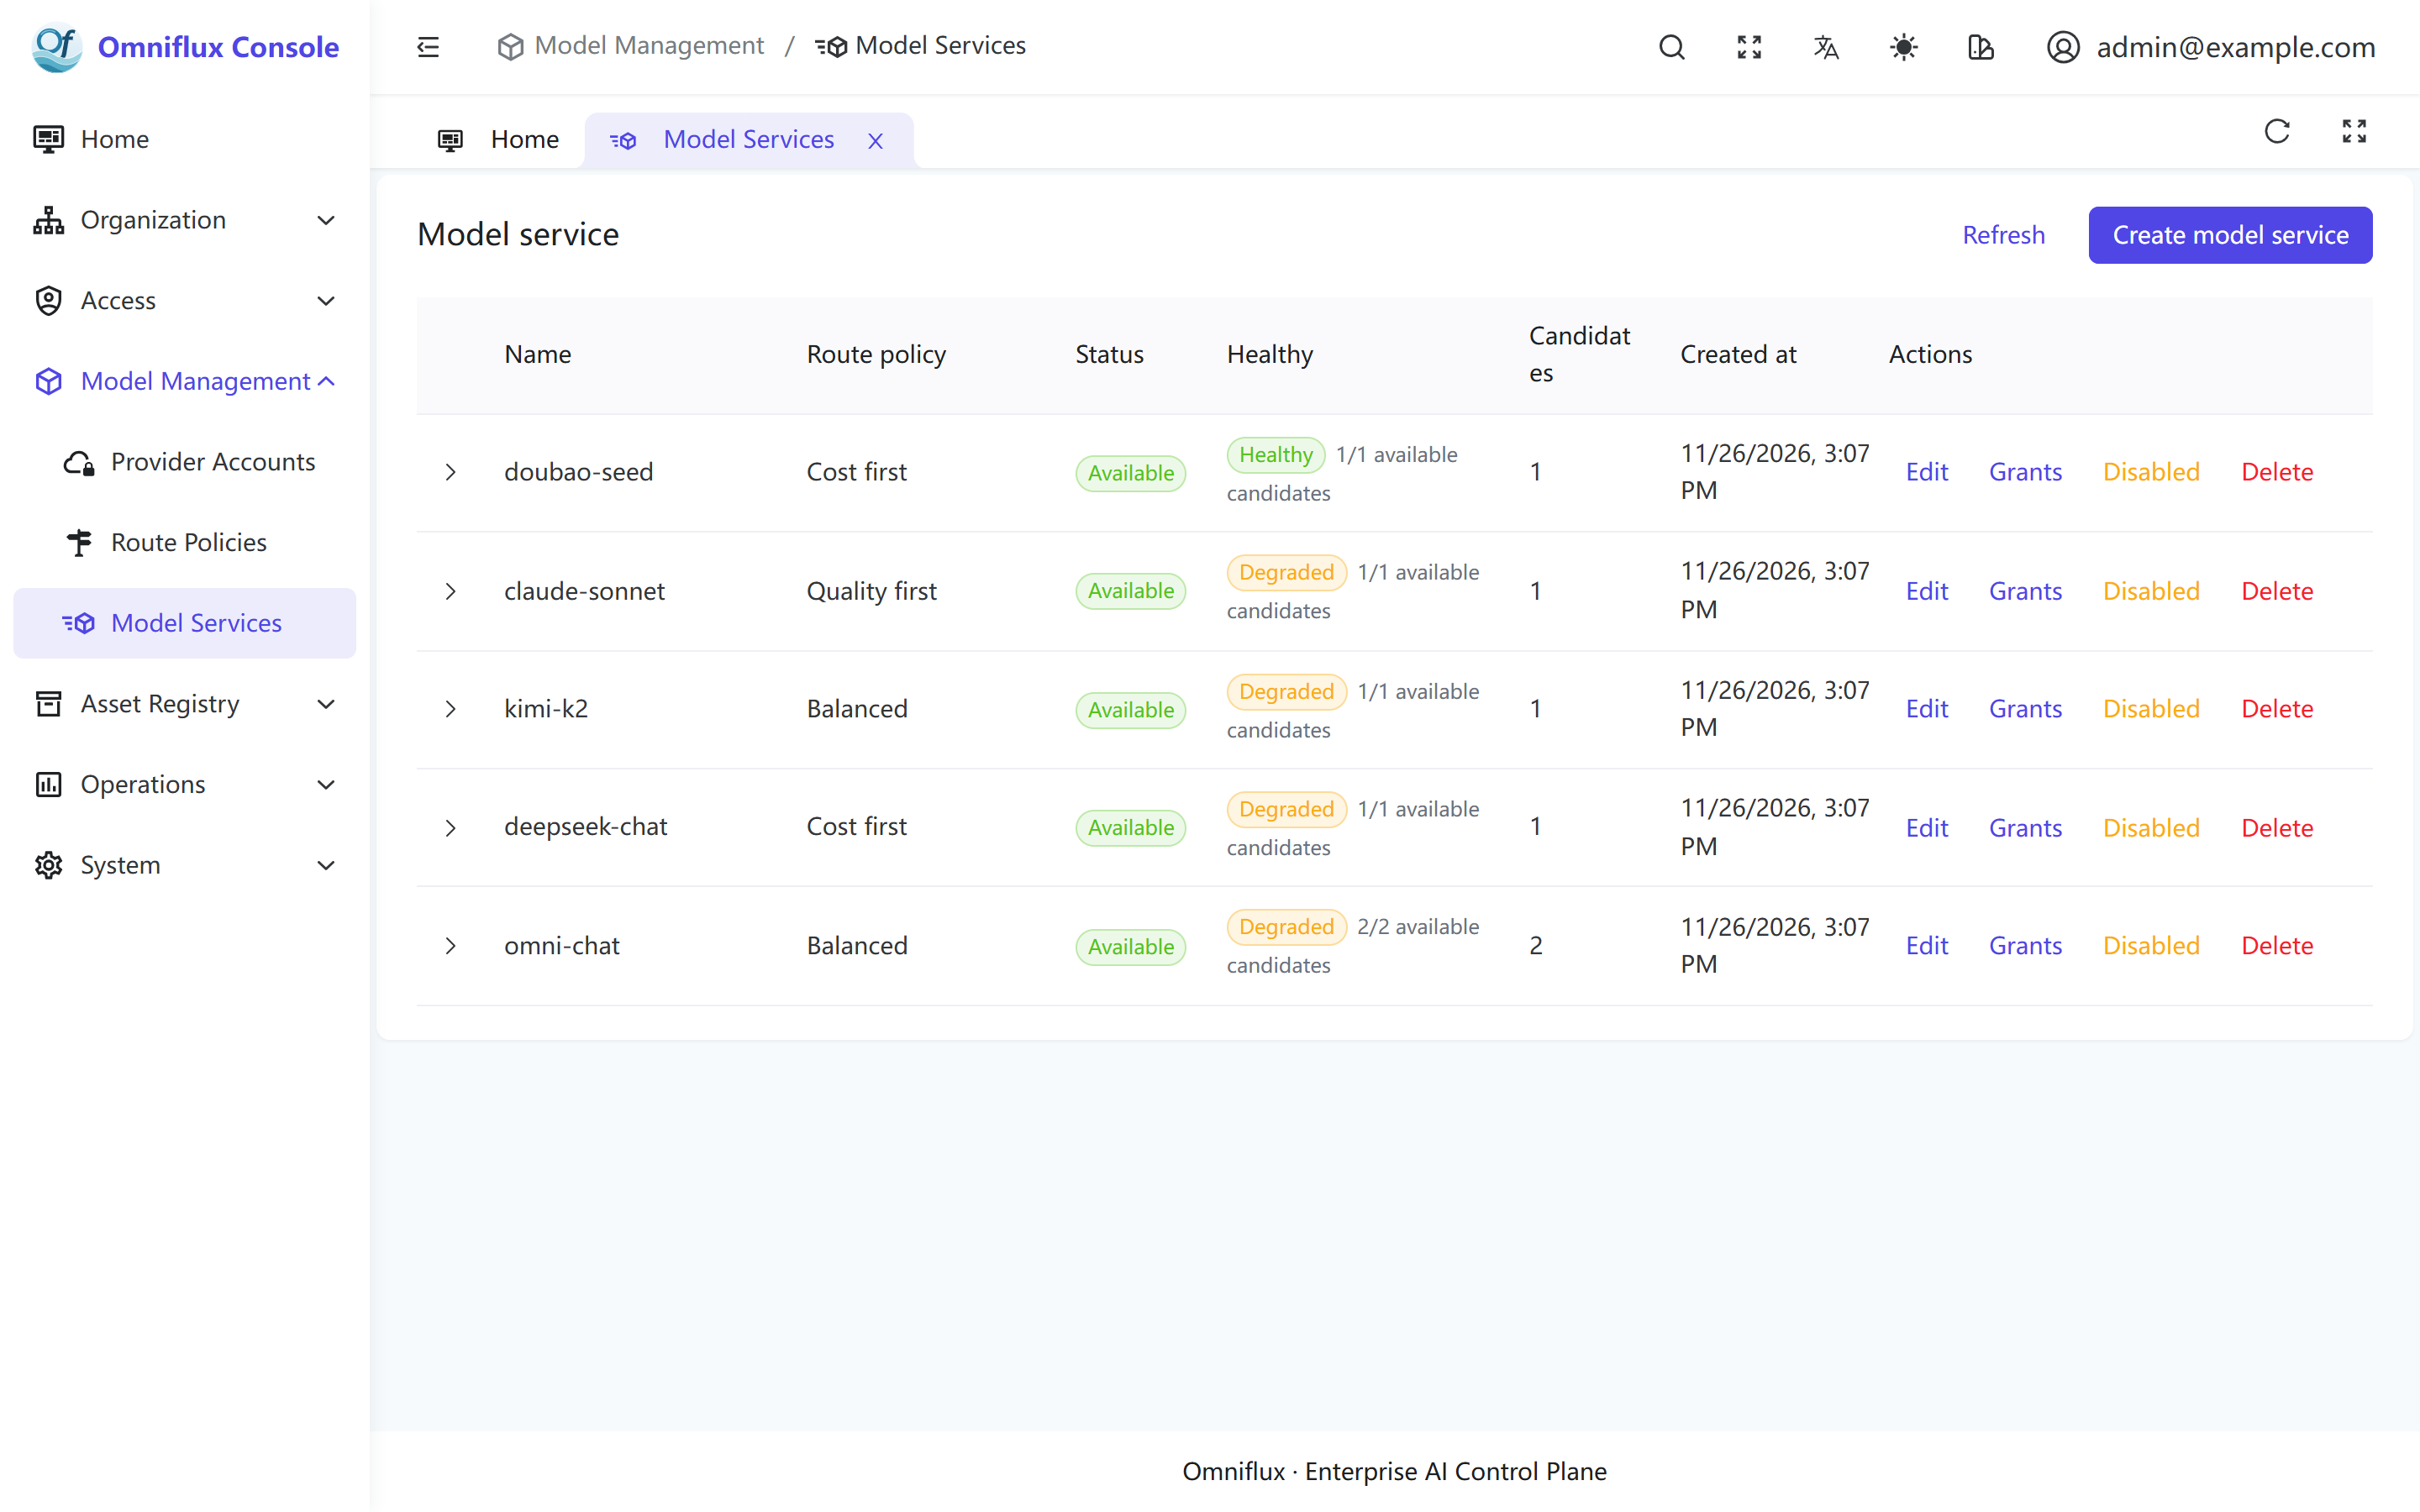 Omniflux Console
Model Management / Model Services
admin@example.com
Home
Organization
Access
Model Management
Provider Accounts
Route Policies
Model Services
Asset Registry
Operations
System
Home
Model Services X
Model service
Refresh
Create model service
Name Route policy Status Healthy Candidat Created at Actions
es
doubao-seed Cost first Available Healthy 1/1 available 1 11/26/2026, 3:07 Edit Grants Disabled Delete
candidates PM
claude-sonnet Quality first Available Degraded 1/1 available 1 11/26/2026, 3:07 Edit Grants Disabled Delete
candidates PM
kimi-k2 Balanced Available Degraded 1/1 available 1 11/26/2026, 3:07 Edit Grants Disabled Delete
candidates PM
deepseek-chat Cost first Available Degraded 1/1 available 1 11/26/2026, 3:07 Edit Grants Disabled Delete
candidates PM
omni-chat Balanced Available Degraded 2/2 available 2 11/26/2026, 3:07 Edit Grants Disabled Delete
candidates PM
Omniflux · Enterprise AI Control Plane